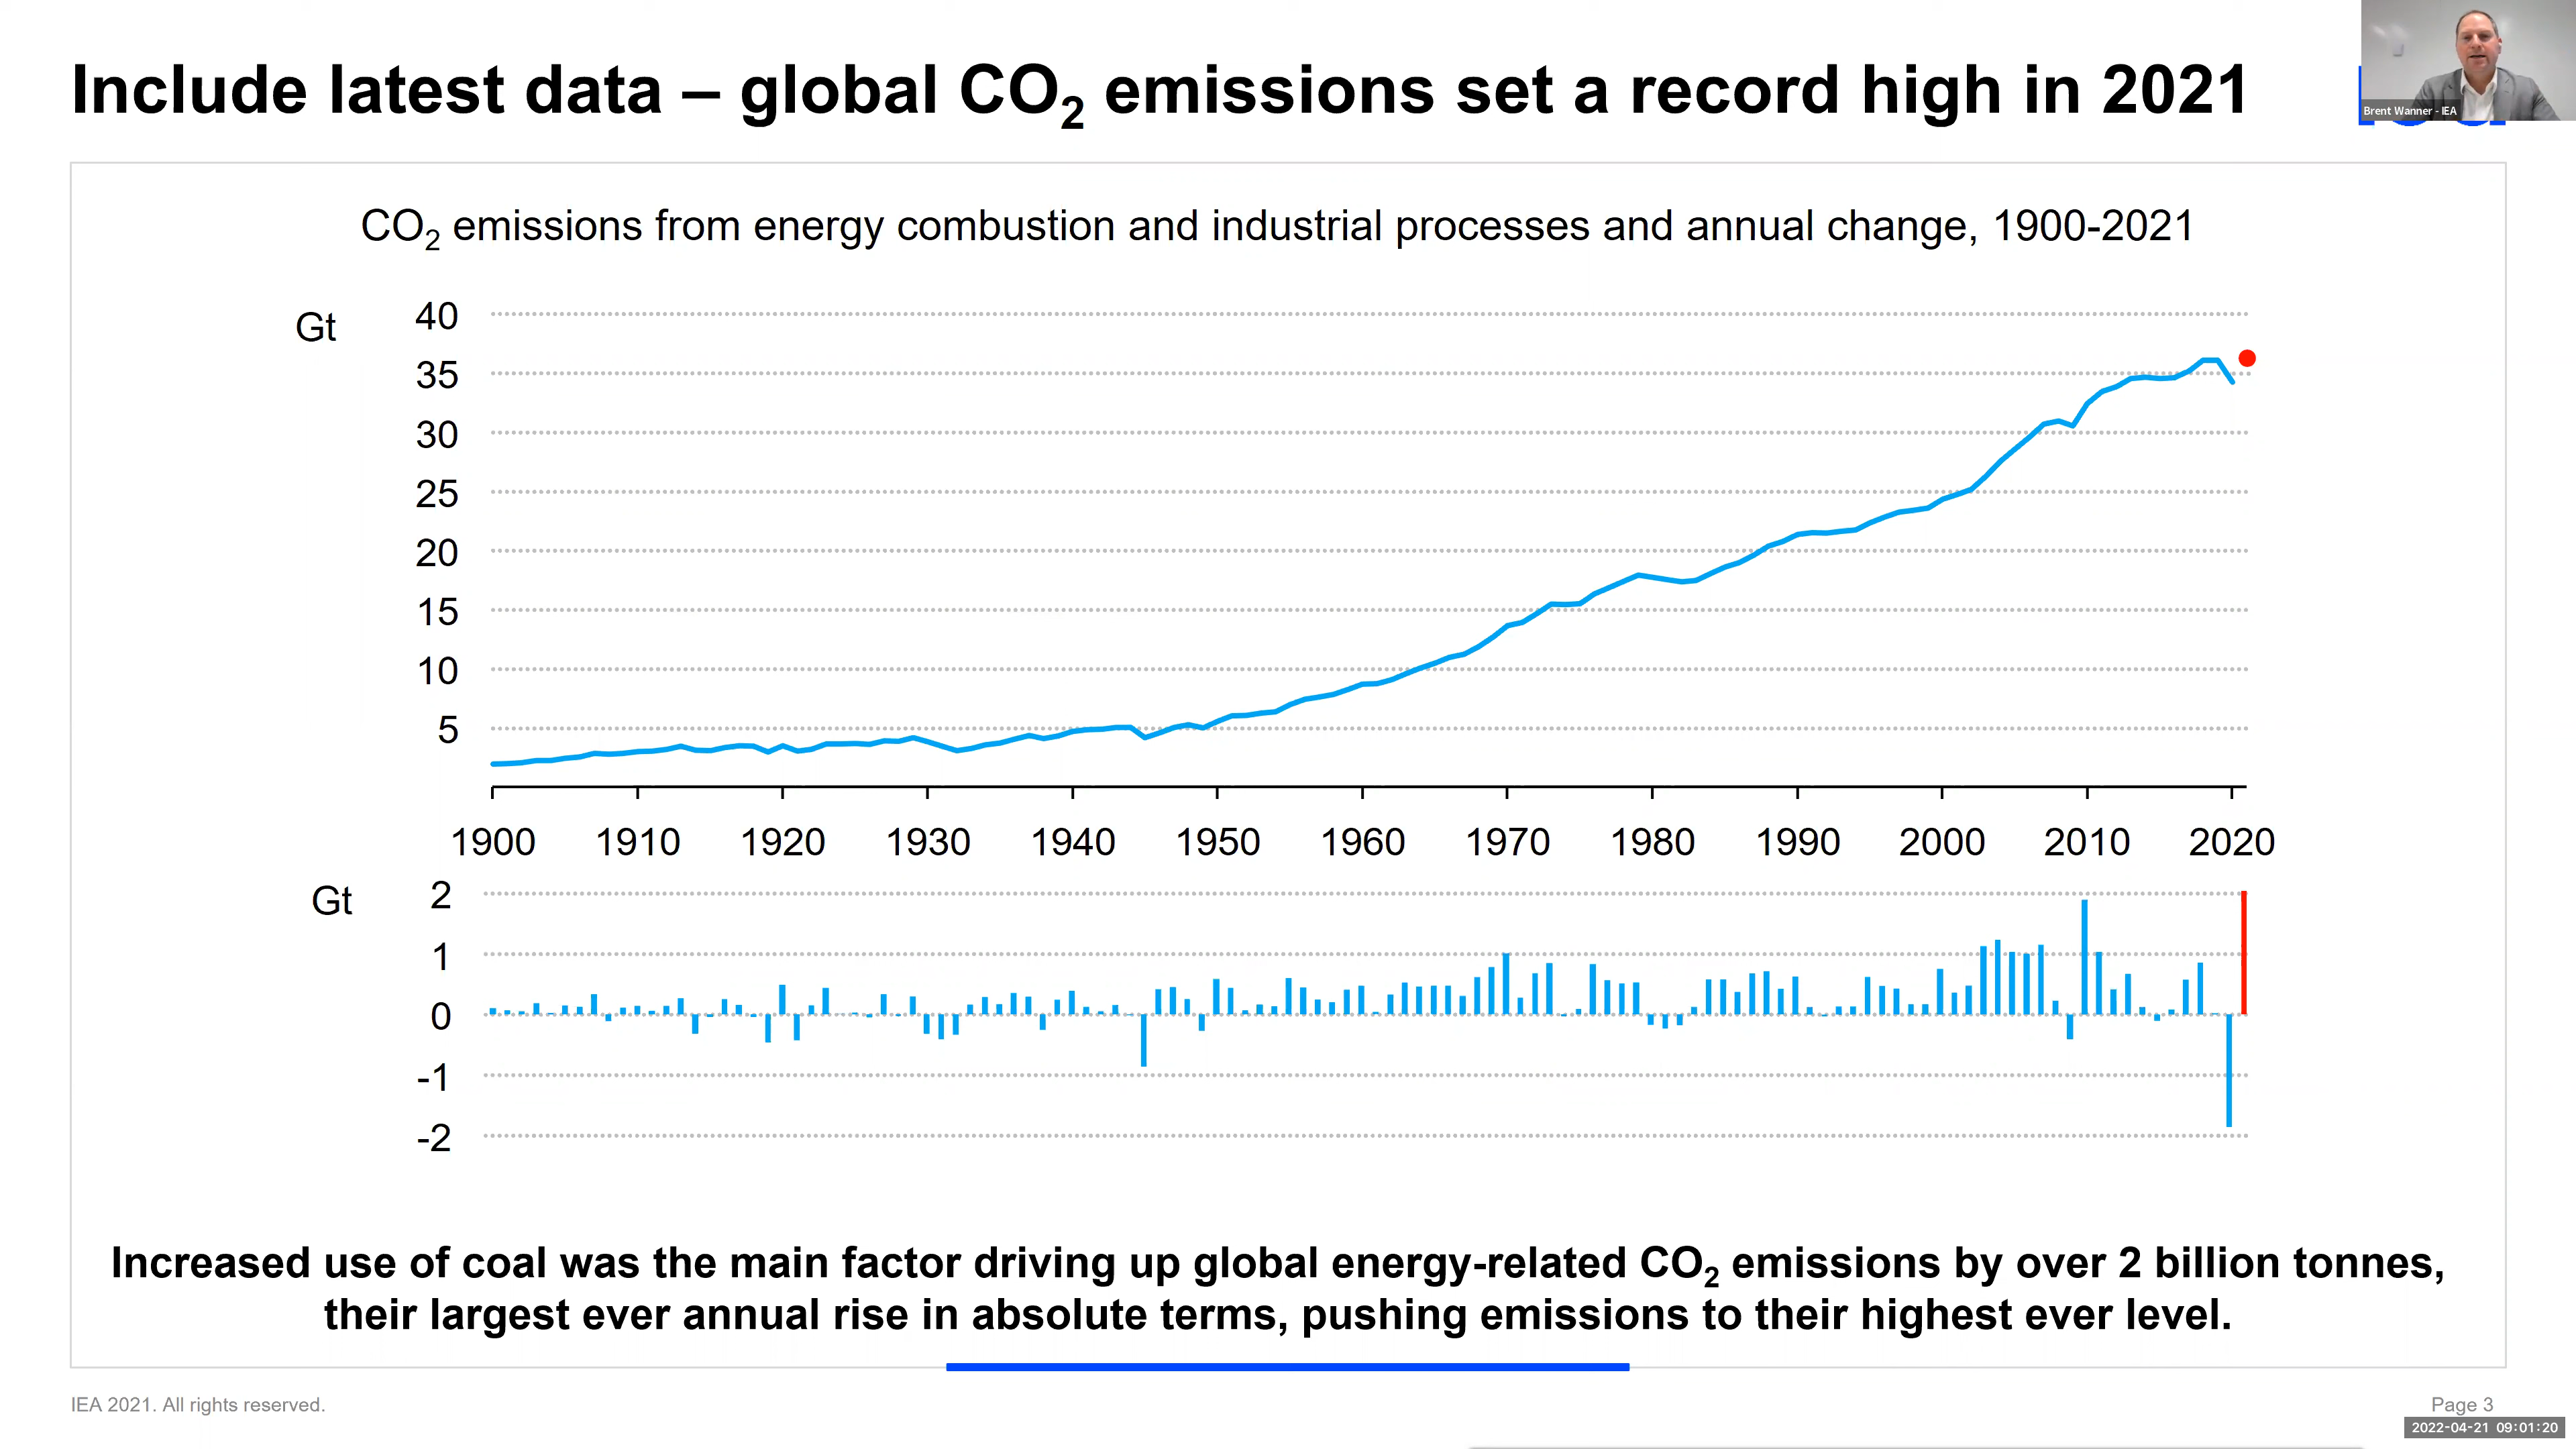 Include latest data – global CO2 emissions set a record high in 2021
Brent Wanner - IEA
CO2 emissions from energy combustion and industrial processes and annual change, 1900-2021
Gt
40
35
30
25
20
15
10
5
1900 1910 1920 1930 1940 1950 1960 1970 1980 1990 2000 2010 2020
Gt
2
1
0
-1
-2
Increased use of coal was the main factor driving up global energy-related CO2 emissions by over 2 billion tonnes,
their largest ever annual rise in absolute terms, pushing emissions to their highest ever level.
IEA 2021. All rights reserved.
Page 3
2022-04-21 09:01:20